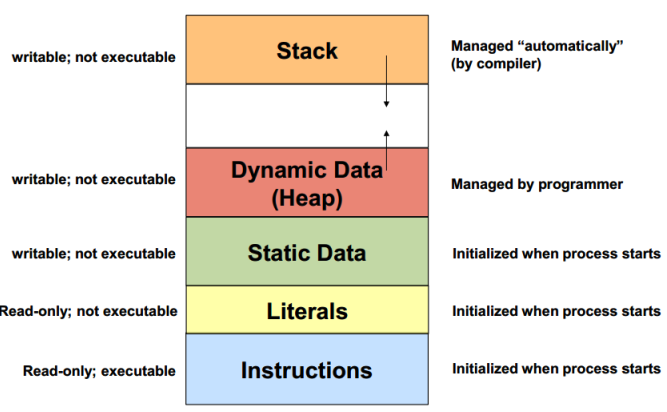 writable; not executable
Stack
Managed “automatically”
(by compiler)
writable; not executable
Dynamic Data
(Heap)
Managed by programmer
writable; not executable
Static Data
Initialized when process starts
Read-only; not executable
Literals
Initialized when process starts
Read-only; executable
Instructions
Initialized when process starts